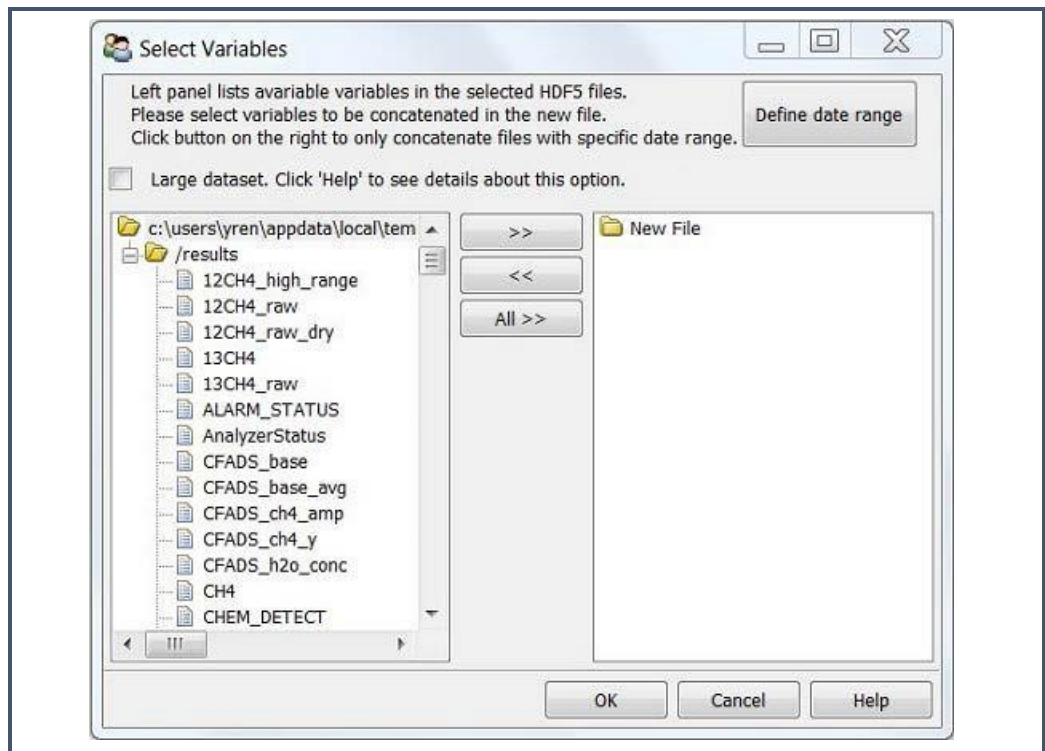 Select Variables
Left panel lists avariable variables in the selected HDF5 files.
Please select variables to be concatenated in the new file.
Click button on the right to only concatenate files with specific date range.
Define date range
Large dataset. Click 'Help' to see details about this option.
c:\users\yren\appdata\local\tem
/results
12CH4_high_range
12CH4_raw
12CH4_raw_dry
13CH4
13CH4_raw
ALARM_STATUS
AnalyzerStatus
CFADS_base
CFADS_base_avg
CFADS_ch4_amp
CFADS_ch4_y
CFADS_h2o_conc
CH4
CHEM_DETECT
>>
<<
All >>
New File
OK
Cancel
Help